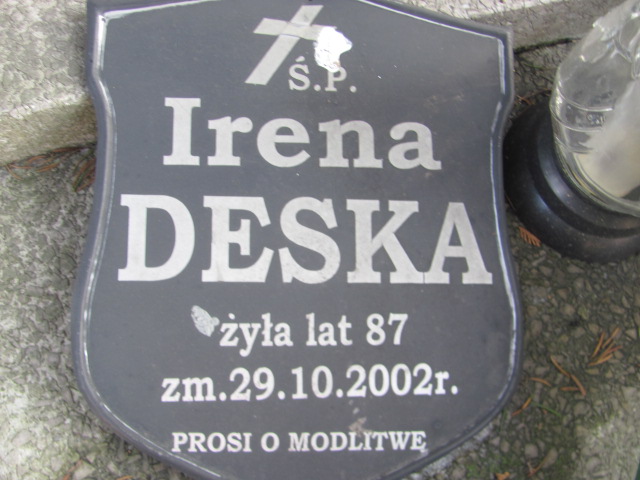 Ś.P.
Irena
DESKA
żyła lat 87
zm.29.10.2002r.
PROSI O MODLITWĘ